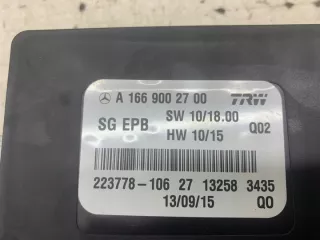 A 166 900 27 00 TRW
SG EPB SW 10/18.00 Q02
HW 10/15
223778-106 27 13258 3435
13/09/15 Q0